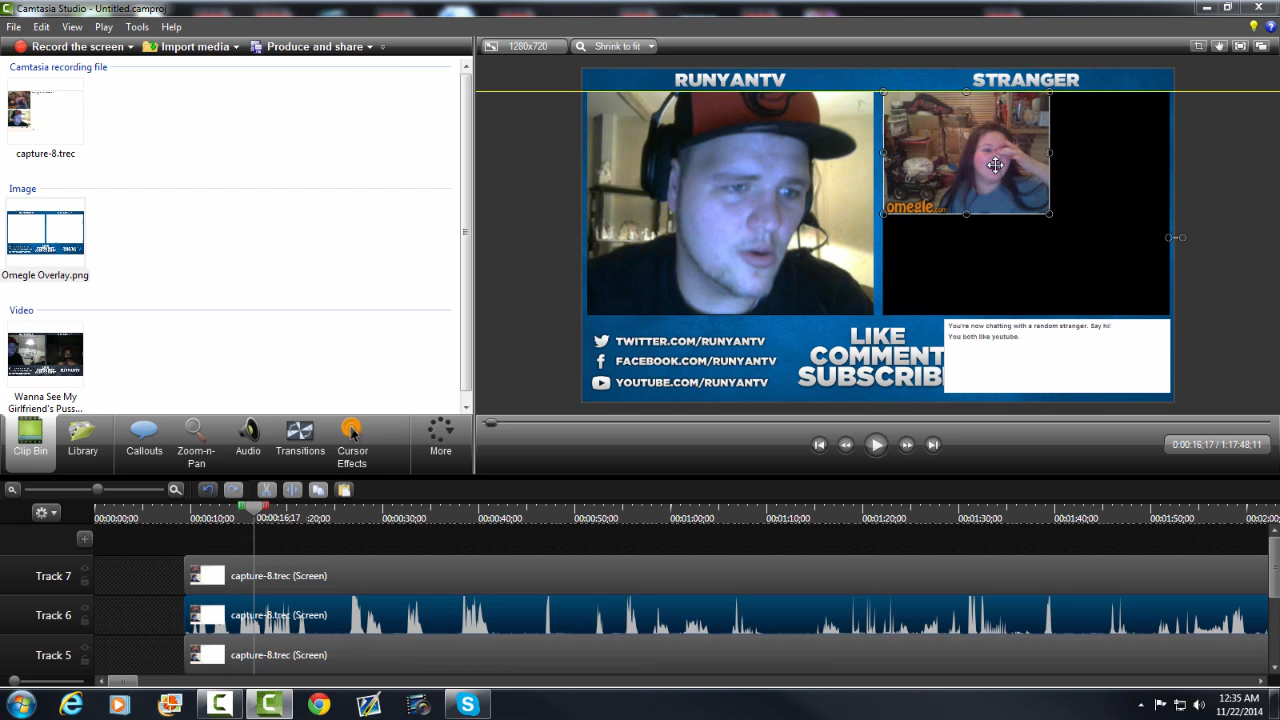 Camtasia Studio - Untitled.camproj
File Edit View Play Tools Help
Record the screen Import media Produce and share
1280x720 Shrink to fit
Camtasia recording file
capture-8.trec
Image
Omegle Overlay.png
Video
Wanna See My
Girlfriend's Puss...
RUNYANTV STRANGER
omegle.com
TWITTER.COM/RUNYANTV
FACEBOOK.COM/RUNYANTV
YOUTUBE.COM/RUNYANTV
LIKE
COMMENT
SUBSCRIB
You're now chatting with a random stranger. Say hi!
You both like youtube.
Clip Bin Library Callouts Zoom-n-Pan Audio Transitions Cursor Effects More
0:00:16;17 / 1:17:48;11
00:00:00;00 00:00:10;00 00:00:16;17 :20;00 00:00:30;00 00:00:40;00 00:00:50;00 00:01:00;00 00:01:10;00 00:01:20;00 00:01:30;00 00:01:40;00 00:01:50;00 00:02:00;
Track 7 capture-8.trec (Screen)
Track 6 capture-8.trec (Screen)
Track 5 capture-8.trec (Screen)
12:35 AM
11/22/2014